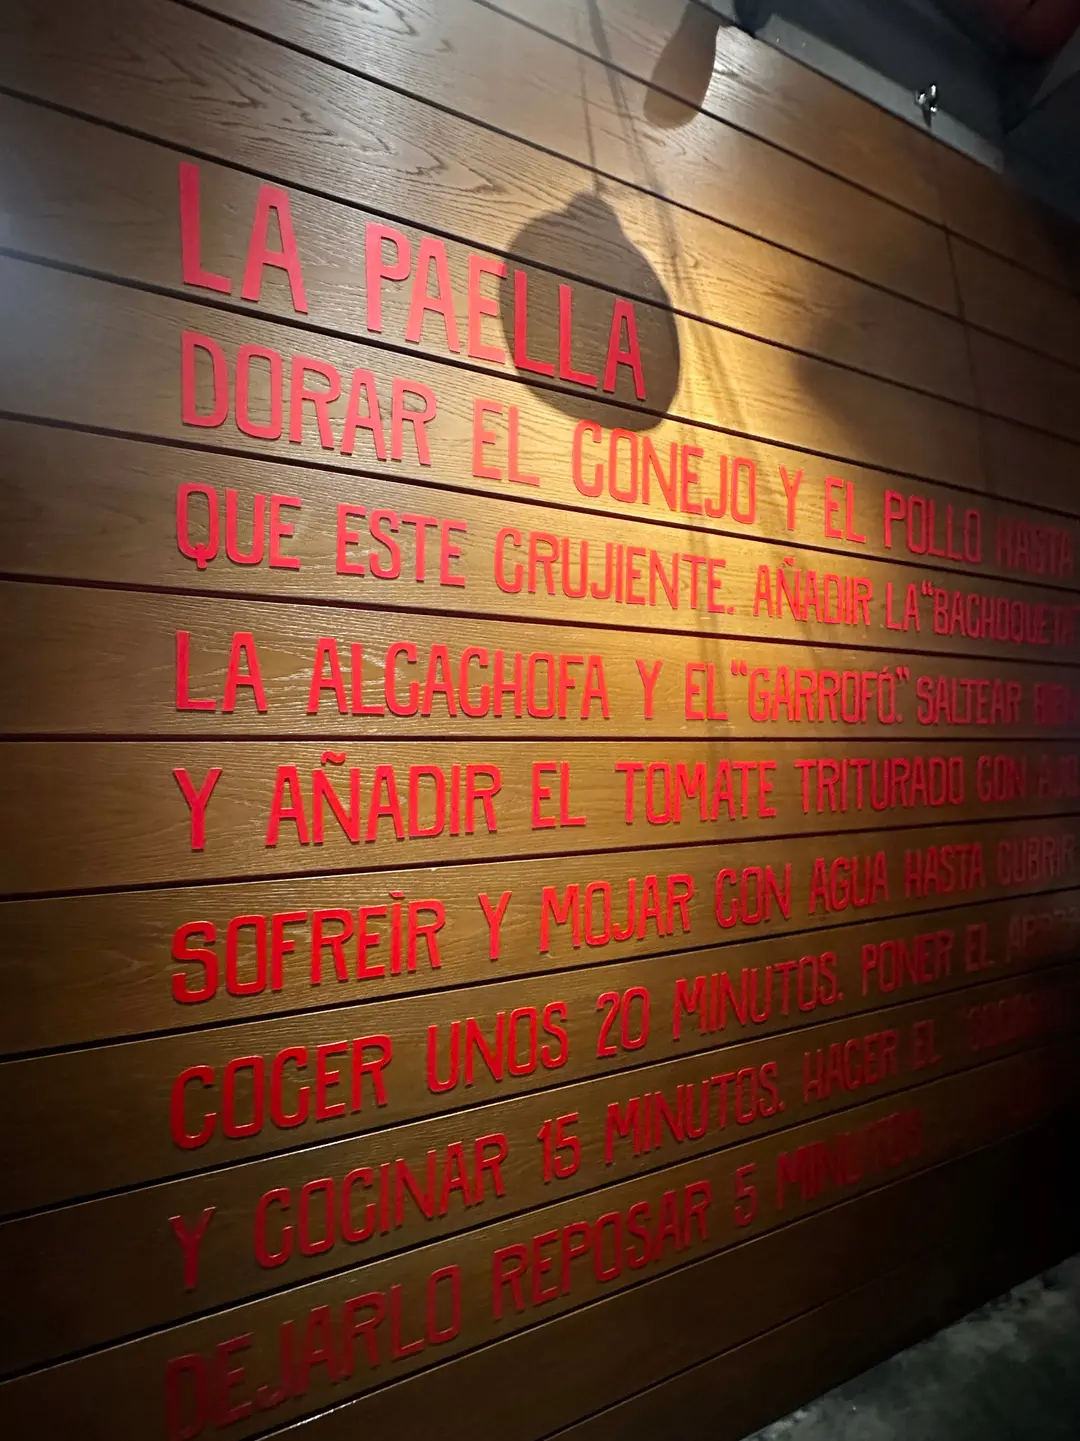 LA PAELLA
DORAR EL CONEJO Y EL POLLO HASTA
QUE ESTE CRUJIENTE. AÑADIR LA "BACHOQUETA"
LA ALCACHOFA Y EL "GARROFÓ." SALTEAR
Y AÑADIR EL TOMATE TRITURADO CON AJO
SOFREÌR Y MOJAR CON AGUA HASTA CUBRIR
COCER UNOS 20 MINUTOS. PONER EL
Y COCINAR 15 MINUTOS. HACER EL
DEJARLO REPOSAR 5 MINUTOS